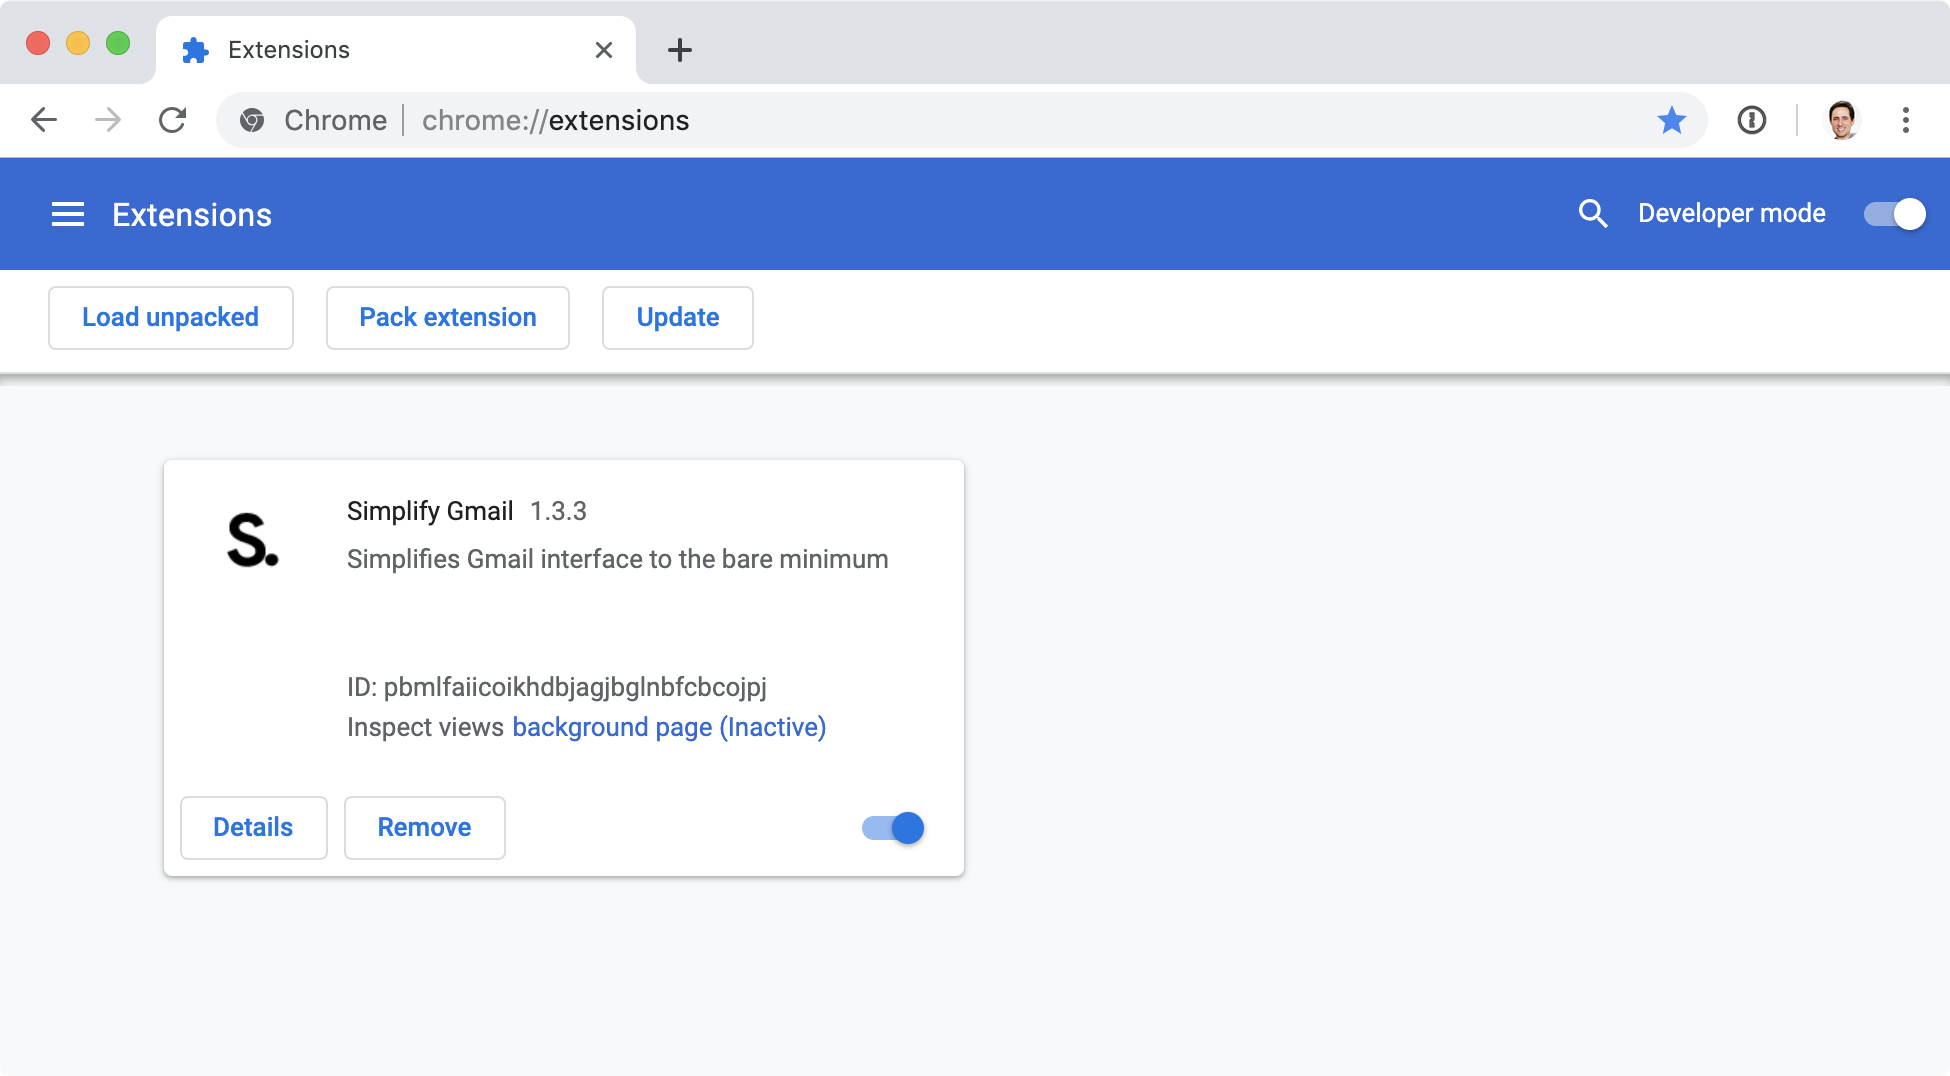 Extensions
Chrome chrome://extensions
Extensions Developer mode
Load unpacked Pack extension Update
S.
Simplify Gmail 1.3.3
Simplifies Gmail interface to the bare minimum
ID: pbmlfaiicoikhdbjagjbglnbfcbcojpj
Inspect views background page (Inactive)
Details Remove